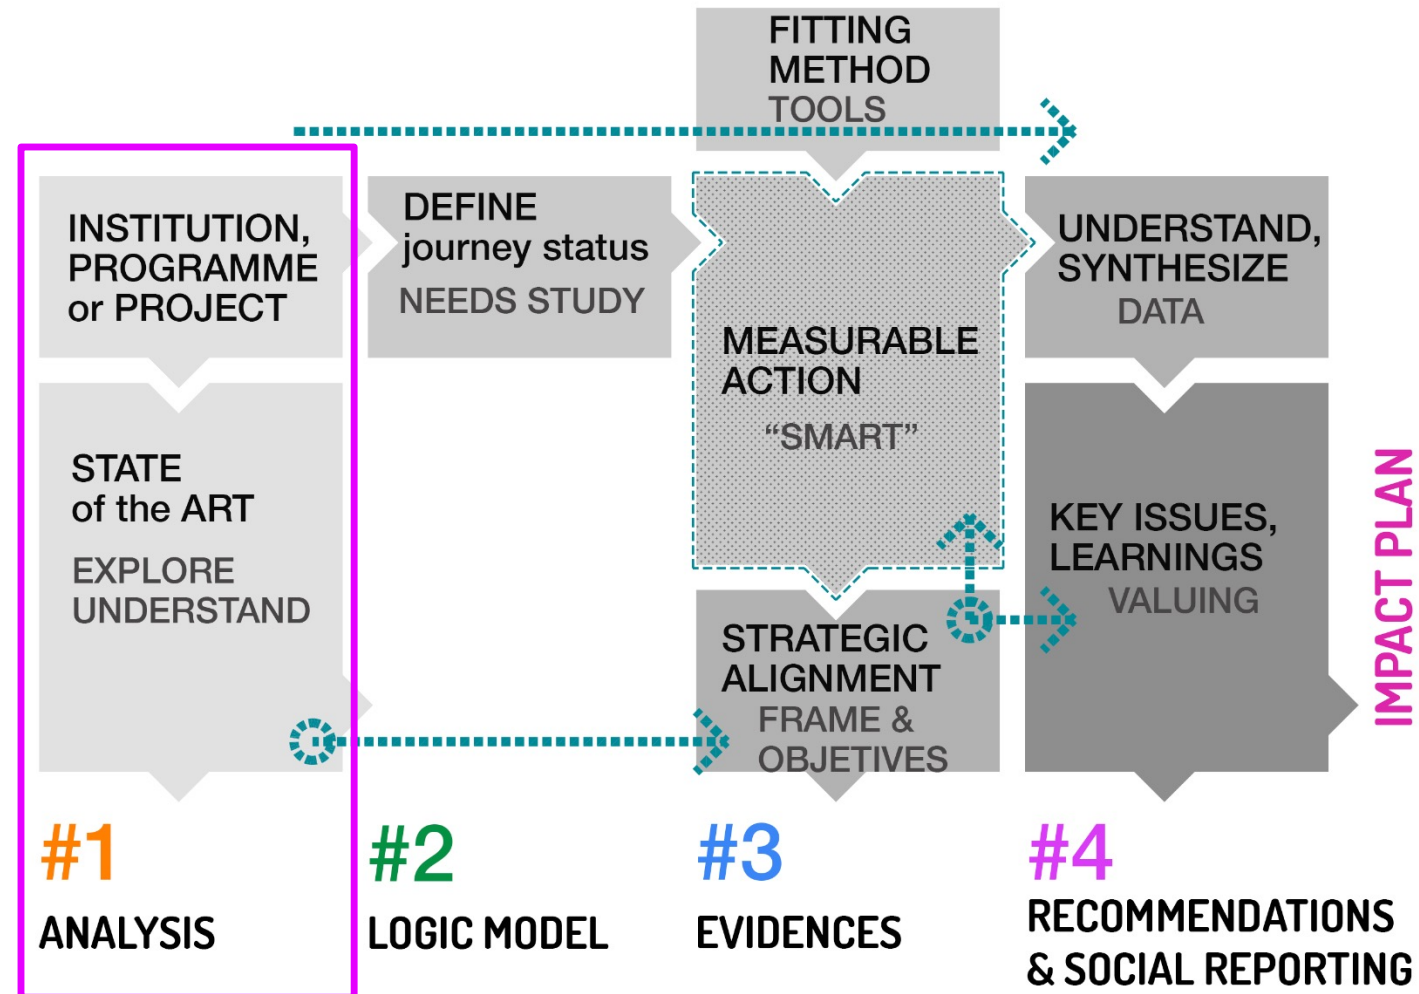 FITTING
METHOD
TOOLS
INSTITUTION,
PROGRAMME
or PROJECT
DEFINE
journey status
NEEDS STUDY
MEASURABLE
ACTION
“SMART”
UNDERSTAND,
SYNTHESIZE
DATA
STATE
of the ART
EXPLORE
UNDERSTAND
STRATEGIC
ALIGNMENT
FRAME &
OBJETIVES
KEY ISSUES,
LEARNINGS
VALUING
IMPACT PLAN
#1
ANALYSIS
#2
LOGIC MODEL
#3
EVIDENCES
#4
RECOMMENDATIONS
& SOCIAL REPORTING